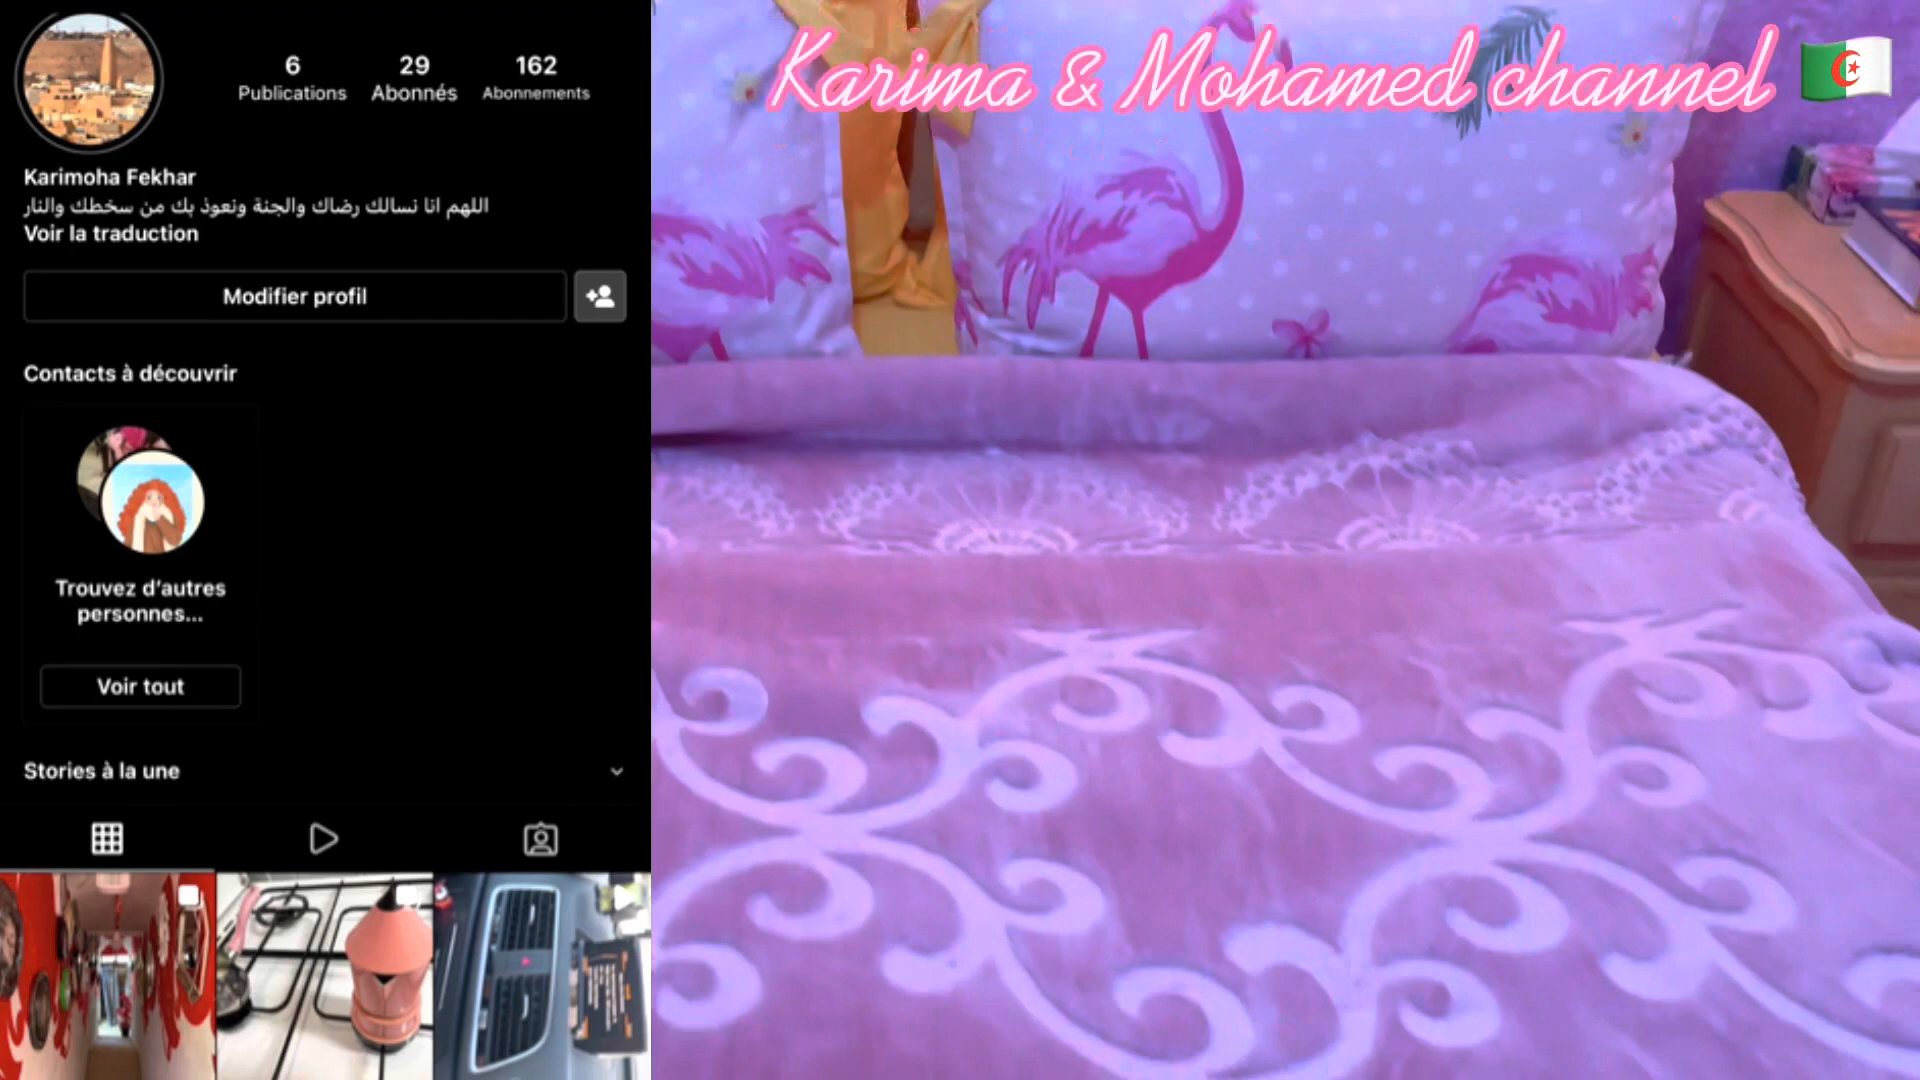 6 29 162
Publications Abonnés Abonnements
Karimoha Fekhar
اللهم انا نسالك رضاك والجنة ونعوذ بك من سخطك والنار
Voir la traduction
Modifier profil
Contacts à découvrir
Trouvez d'autres
personnes...
Voir tout
Stories à la une
Karima & Mohamed channel